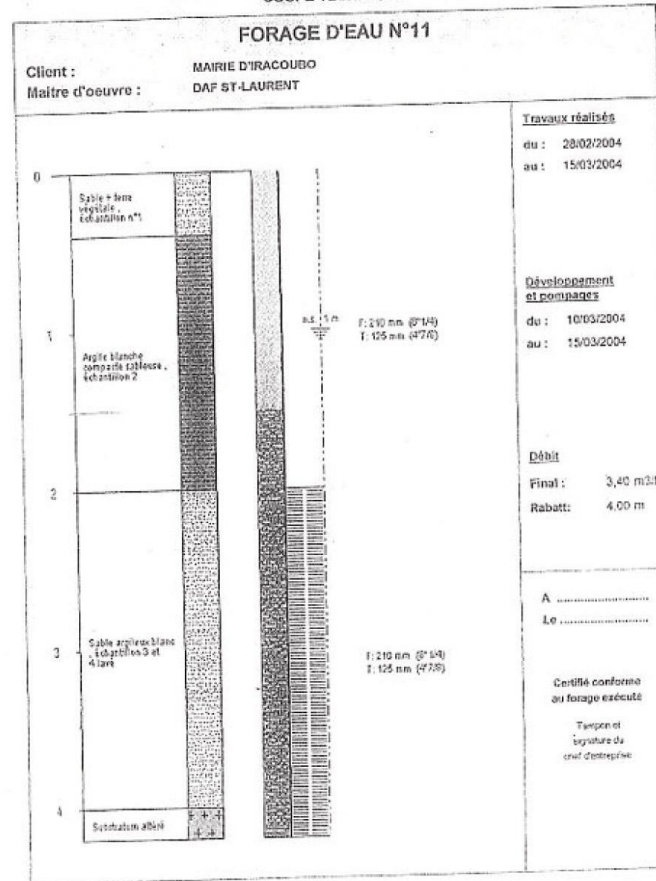 FORAGE D'EAU N°11
Client : MAIRIE D'IRACOUBO
Maitre d'oeuvre : DAF ST-LAURENT
Travaux réalisés
du : 28/02/2004
au : 15/03/2004
0
Sable + terre
végétale ,
échantillon n°1
Développement
et pompages
du : 10/03/2004
au : 15/03/2004
1
n.s. : 1 m
F: 210 mm (8"1/4)
T: 125 mm (4"7/8)
Argile blanche
compacte sableuse ,
échantillon 2
Débit
Final : 3,40
Rabatt: 4,00 m
2
A ........................
Le ........................
3
Sable argileux blanc
, échantillon 3 et
4 lavé
F: 210 mm (8"1/4)
T: 125 mm (4"7/8)
Certifié conforme
au forage exécuté
Tampon et
signature du
chef d'entreprise
4
Substratum altéré